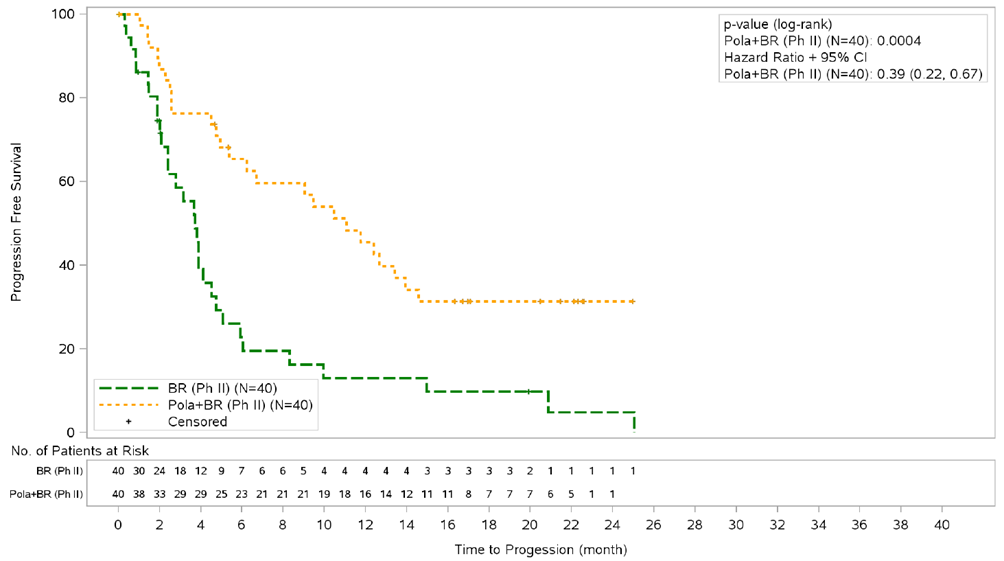 100
80
60
40
20
0
Progression Free Survival
p-value (log-rank)
Pola+BR (Ph II) (N=40): 0.0004
Hazard Ratio + 95% CI
Pola+BR (Ph II) (N=40): 0.39 (0.22, 0.67)
BR (Ph II) (N=40)
Pola+BR (Ph II) (N=40)
+ Censored
No. of Patients at Risk
BR (Ph II) 40 30 24 18 12 9 7 6 6 5 4 4 4 4 4 3 3 3 3 3 2 1 1 1 1 1
Pola+BR (Ph II) 40 38 33 29 29 25 23 21 21 21 19 18 16 14 12 11 11 8 7 7 7 6 5 1 1
0 2 4 6 8 10 12 14 16 18 20 22 24 26 28 30 32 34 36 38 40
Time to Progession (month)